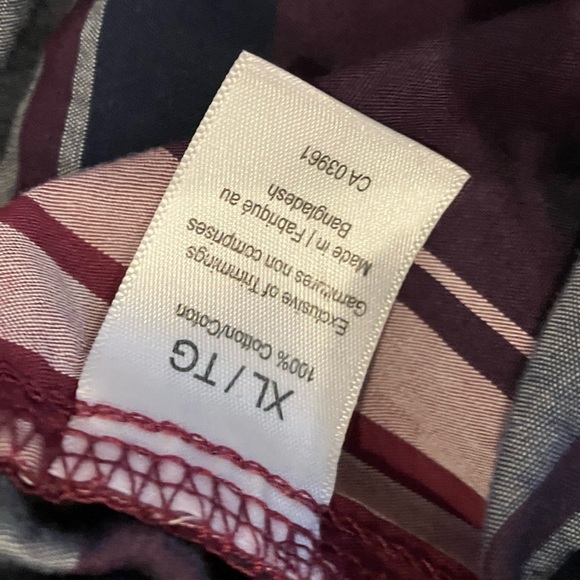 XL / TG
100% Cotton/Coton
Exclusive of Trimmings
Garnitures non comprises
Made in / Fabriqué au
Bangladesh
CA 03961